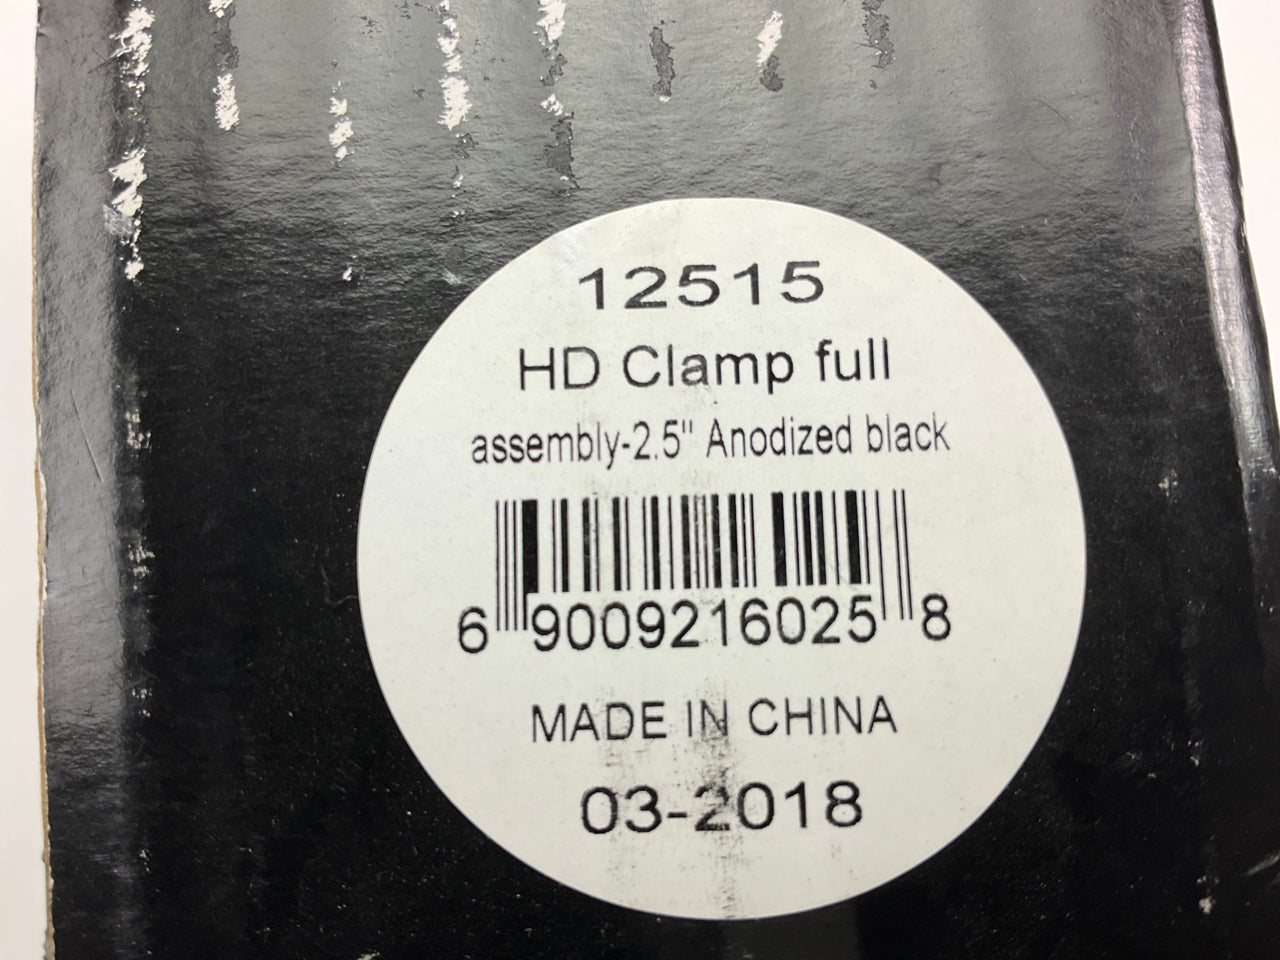 12515
HD Clamp full
assembly-2.5" Anodized black
6 9009216025 8
MADE IN CHINA
03-2018